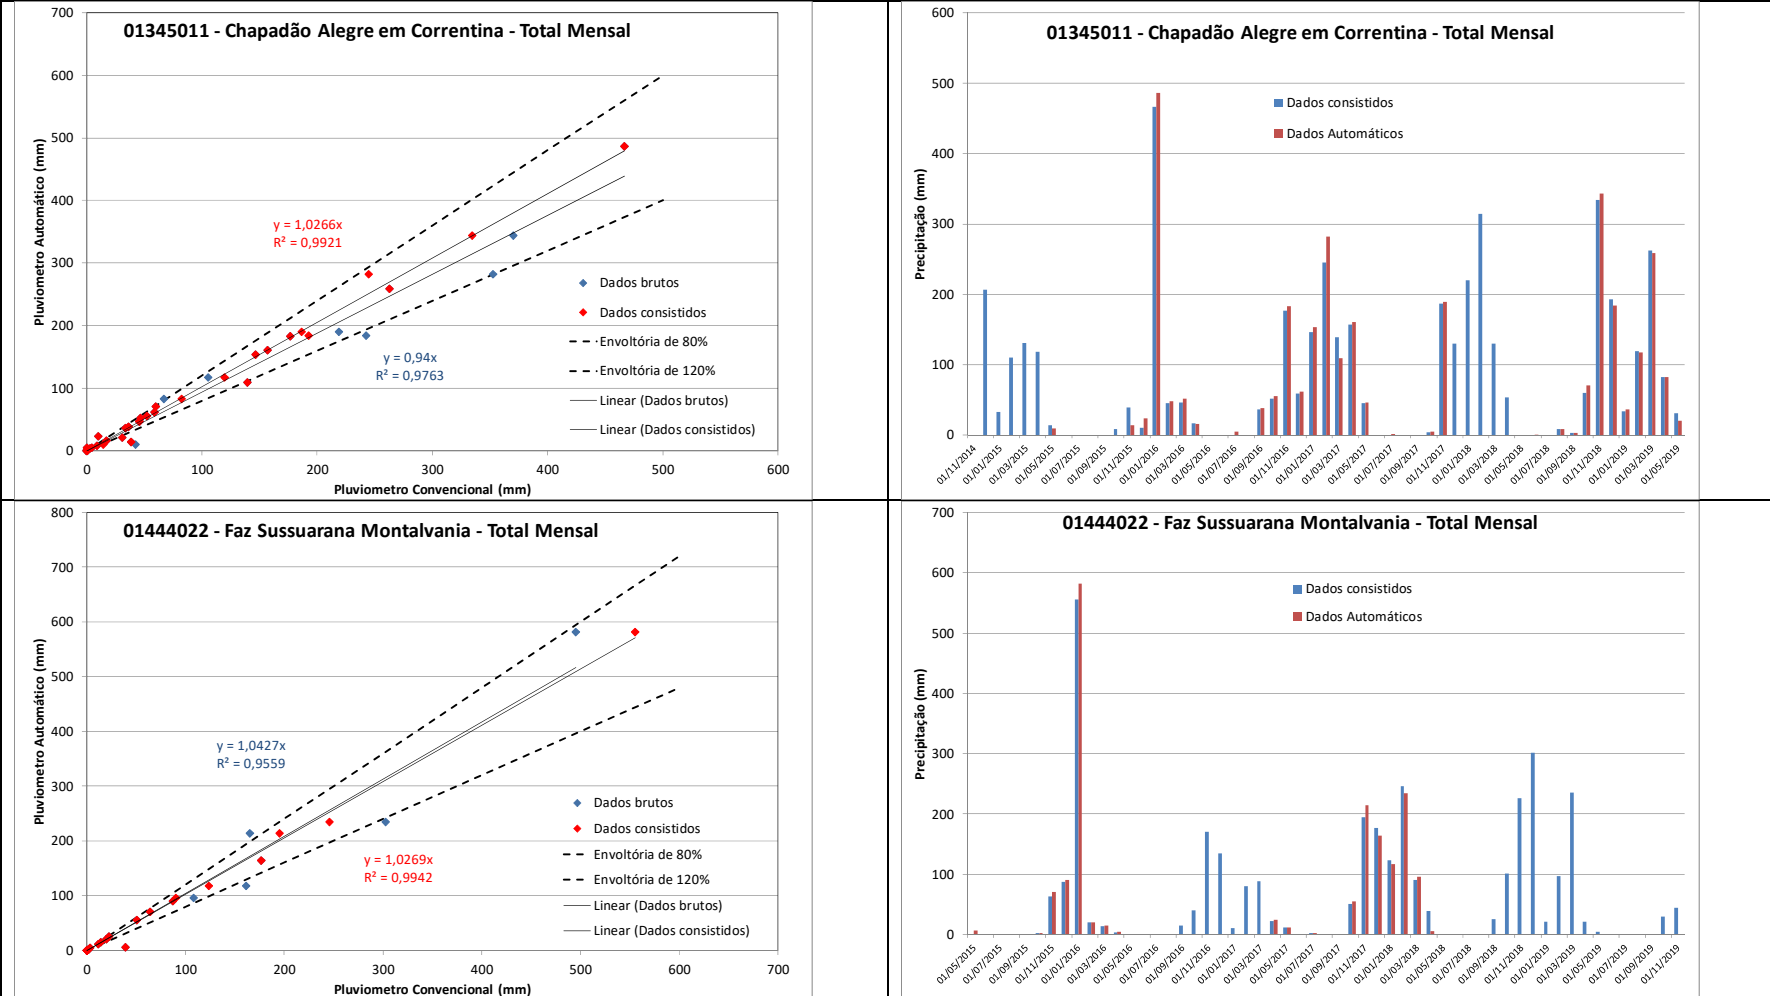 01345011 - Chapadão Alegre em Correntina - Total Mensal
Pluviometro Automático (mm)
700
600
500
400
300
200
100
0
y = 1,0266x
R² = 0,9921
y = 0,94x
R² = 0,9763
Dados brutos
Dados consistidos
Envoltória de 80%
Envoltória de 120%
Linear (Dados brutos)
Linear (Dados consistidos)
0 100 200 300 400 500 600
Pluviometro Convencional (mm)
01345011 - Chapadão Alegre em Correntina - Total Mensal
Precipitação (mm)
600
500
400
300
200
100
0
Dados consistidos
Dados Automáticos
01/11/2014 01/01/2015 01/03/2015 01/05/2015 01/07/2015 01/09/2015 01/11/2015 01/01/2016 01/03/2016 01/05/2016 01/07/2016 01/09/2016 01/11/2016 01/01/2017 01/03/2017 01/05/2017 01/07/2017 01/09/2017 01/11/2017 01/01/2018 01/03/2018 01/05/2018 01/07/2018 01/09/2018 01/11/2018 01/01/2019 01/03/2019 01/05/2019
01444022 - Faz Sussuarana Montalvania - Total Mensal
Pluviometro Automático (mm)
800
700
600
500
400
300
200
100
0
y = 1,0427x
R² = 0,9559
y = 1,0269x
R² = 0,9942
Dados brutos
Dados consistidos
Envoltória de 80%
Envoltória de 120%
Linear (Dados brutos)
Linear (Dados consistidos)
0 100 200 300 400 500 600 700
Pluviometro Convencional (mm)
01444022 - Faz Sussuarana Montalvania - Total Mensal
Precipitação (mm)
700
600
500
400
300
200
100
0
Dados consistidos
Dados Automáticos
01/05/2015 01/07/2015 01/09/2015 01/11/2015 01/01/2016 01/03/2016 01/05/2016 01/07/2016 01/09/2016 01/11/2016 01/01/2017 01/03/2017 01/05/2017 01/07/2017 01/09/2017 01/11/2017 01/01/2018 01/03/2018 01/05/2018 01/07/2018 01/09/2018 01/11/2018 01/01/2019 01/03/2019 01/05/2019 01/07/2019 01/09/2019 01/11/2019